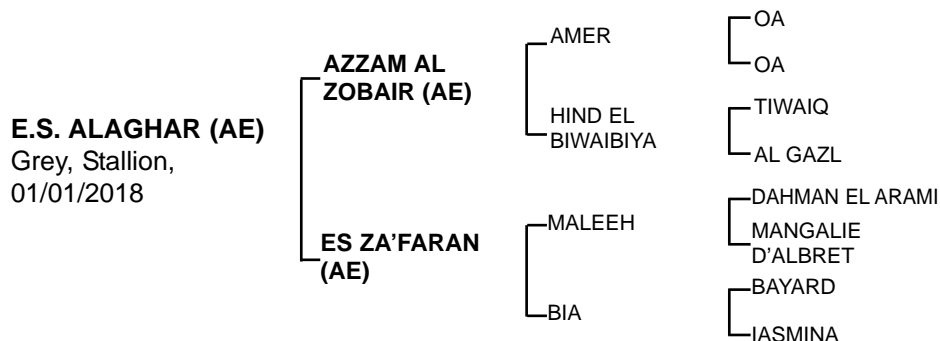 E.S. ALAGHAR (AE)
Grey, Stallion,
01/01/2018
AZZAM AL
ZOBAIR (AE)
ES ZA'FARAN
(AE)
AMER
HIND EL
BIWAIBIYA
MALEEH
BIA
OA
OA
TIWAIQ
AL GAZL
DAHMAN EL ARAMI
MANGALIE
D'ALBRET
BAYARD
IASMINA